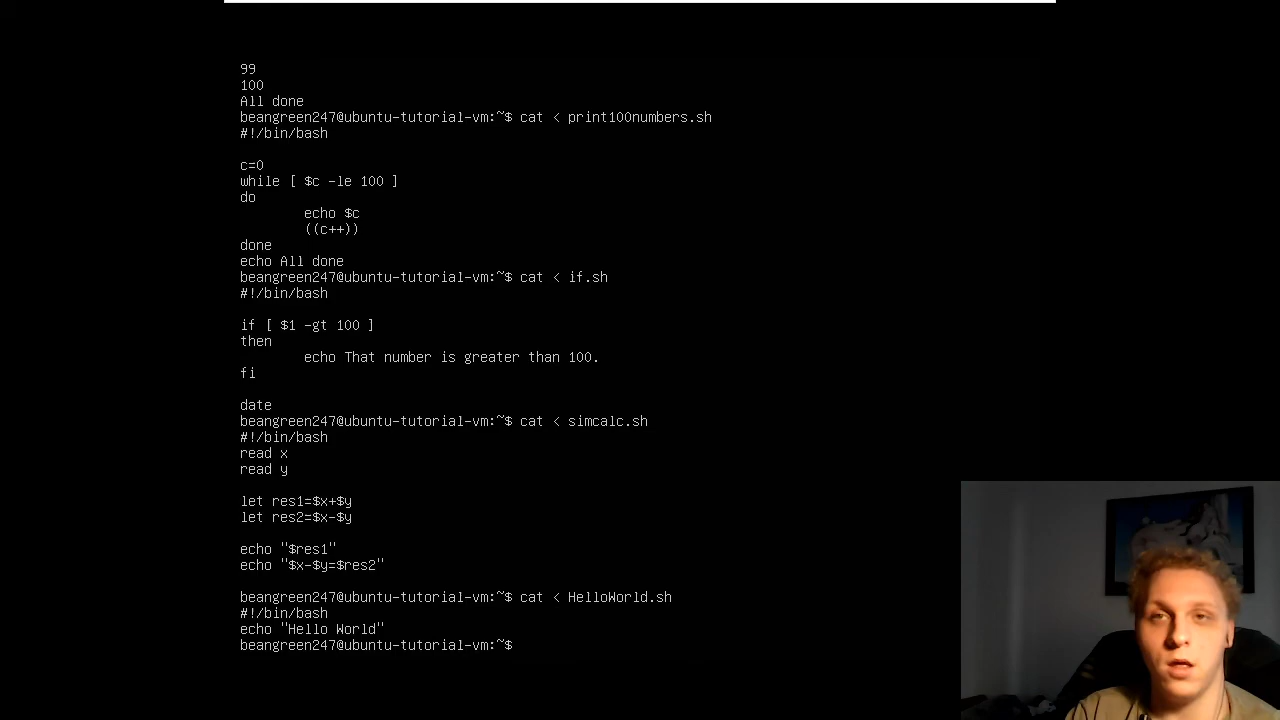 99
100
All done
beangreen247@ubuntu-tutorial-vm:~$ cat < print100numbers.sh
#!/bin/bash
c=0
while [ $c -le 100 ]
do
echo $c
((c++))
done
echo All done
beangreen247@ubuntu-tutorial-vm:~$ cat < if.sh
#!/bin/bash
if [ $1 -gt 100 ]
then
echo That number is greater than 100.
fi
date
beangreen247@ubuntu-tutorial-vm:~$ cat < simcalc.sh
#!/bin/bash
read x
read y
let res1=$x+$y
let res2=$x-$y
echo "$res1"
echo "$x-$y=$res2"
beangreen247@ubuntu-tutorial-vm:~$ cat < HelloWorld.sh
#!/bin/bash
echo "Hello World"
beangreen247@ubuntu-tutorial-vm:~$